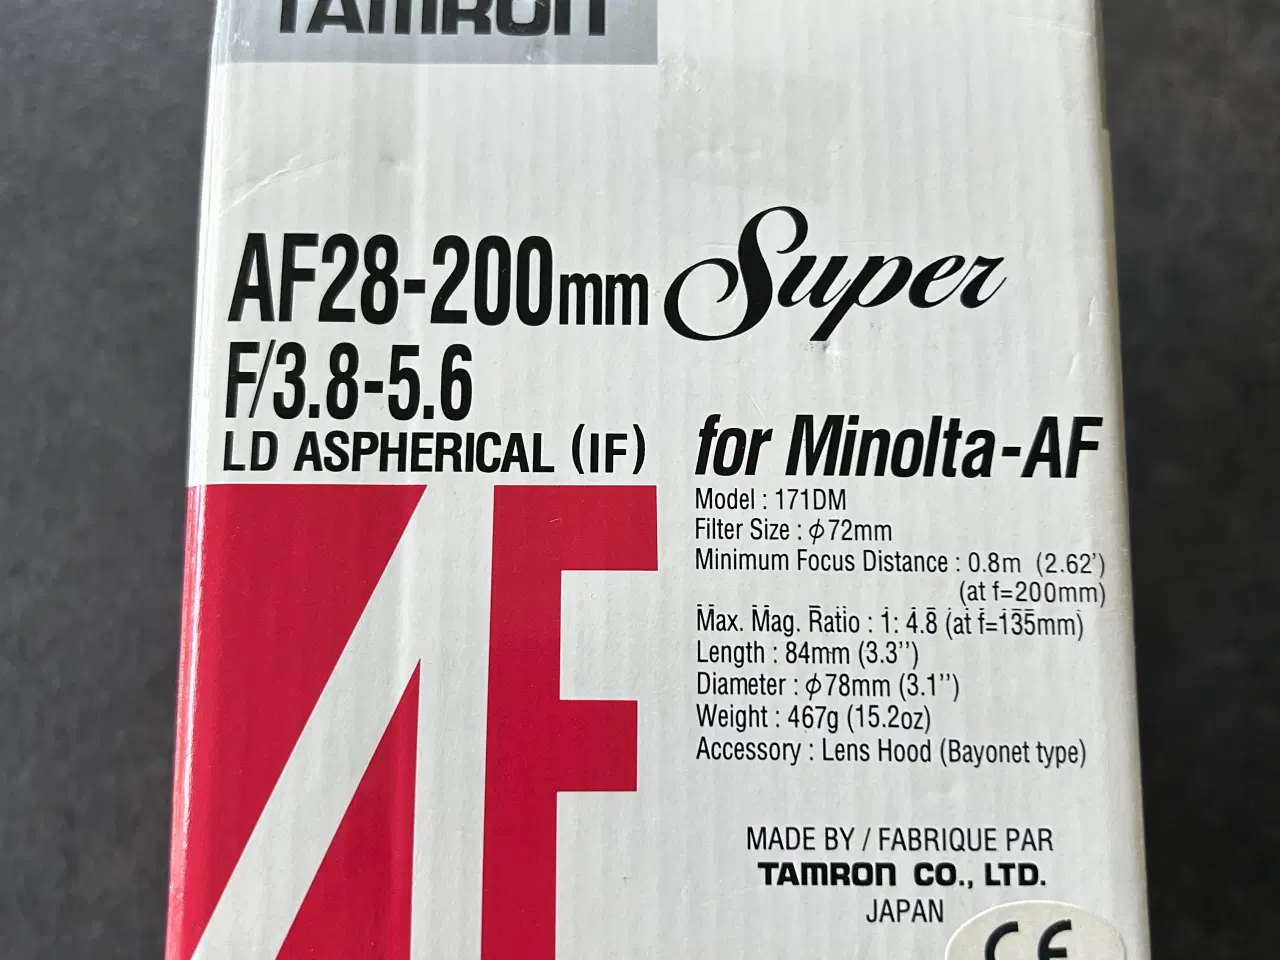 TAMRON
AF28-200mm Super
F/3.8-5.6
LD ASPHERICAL (IF)
for Minolta-AF
Model : 171DM
Filter Size : ϕ72mm
Minimum Focus Distance : 0.8m (2.62')
(at f=200mm)
Max. Mag. Ratio : 1: 4.8 (at f=135mm)
Length : 84mm (3.3'')
Diameter : ϕ78mm (3.1'')
Weight : 467g (15.2oz)
Accessory : Lens Hood (Bayonet type)
AF
MADE BY / FABRIQUE PAR
TAMRON CO., LTD.
JAPAN
CE